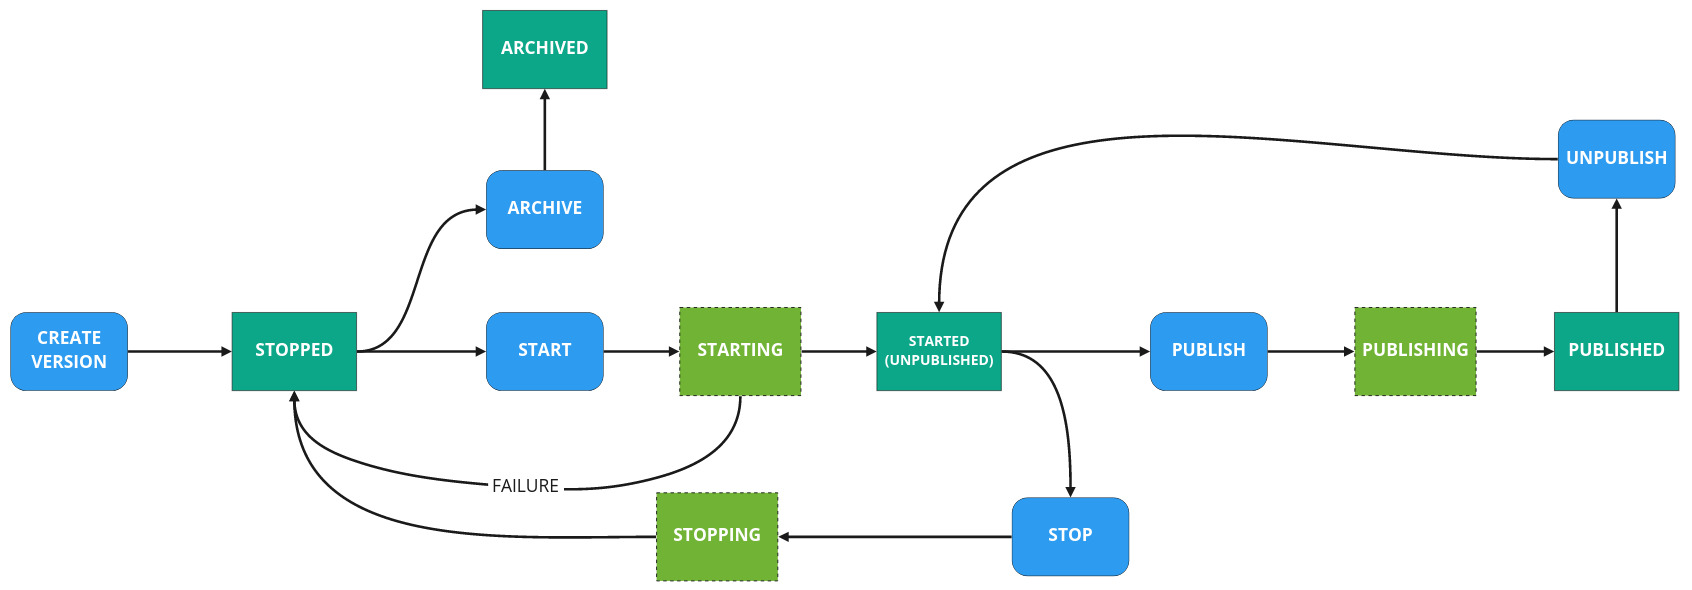 ARCHIVED
UNPUBLISH
ARCHIVE
CREATE
VERSION
STOPPED
START
STARTING
STARTED
(UNPUBLISHED)
PUBLISH
PUBLISHING
PUBLISHED
FAILURE
STOPPING
STOP